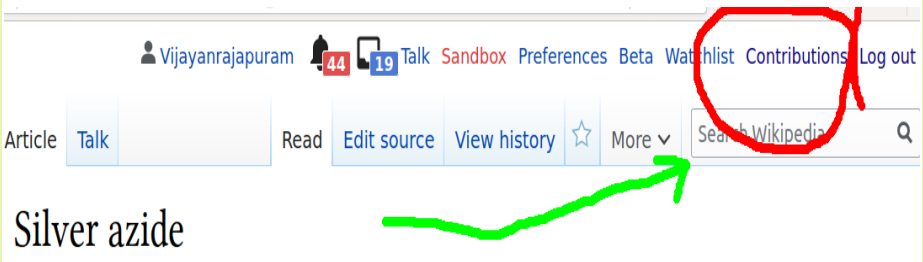 Vijayanrajapuram 44 19 Talk Sandbox Preferences Beta Watchlist Contributions Log out
Article Talk Read Edit source View history More Search Wikipedia
Silver azide